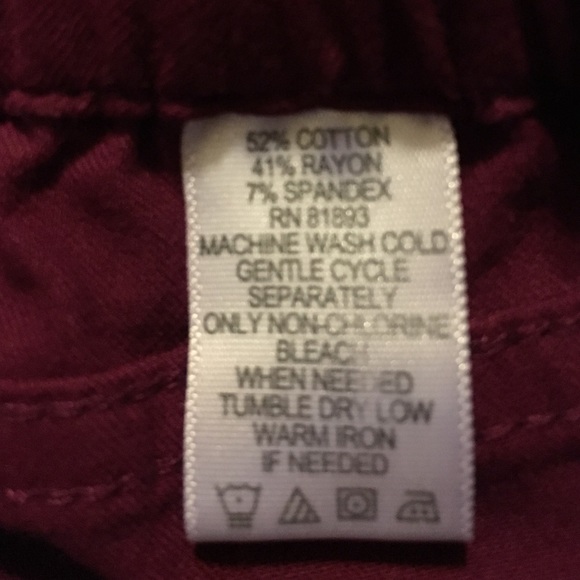 52% COTTON
41% RAYON
7% SPANDEX
RN 81893
MACHINE WASH COLD
GENTLE CYCLE
SEPARATELY
ONLY NON-CHLORINE
BLEACH
WHEN NEEDED
TUMBLE DRY LOW
WARM IRON
IF NEEDED